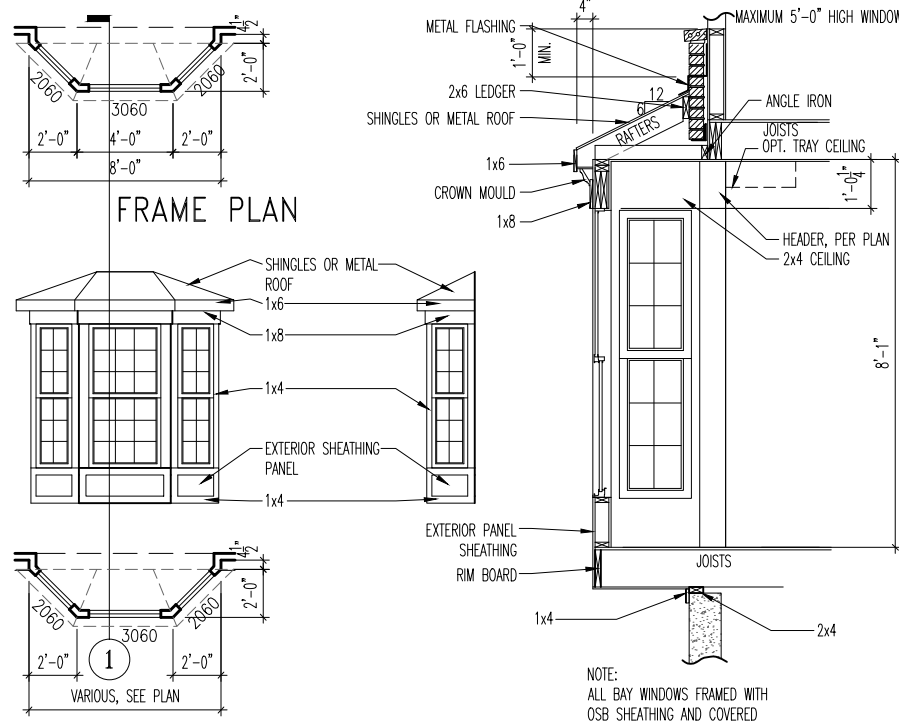 4 1/2"
2'-0"
2060
3060
2060
2'-0"
4'-0"
2'-0"
8'-0"
FRAME PLAN
SHINGLES OR METAL
ROOF
1x6
1x8
1x4
EXTERIOR SHEATHING
PANEL
1x4
4 1/2"
2'-0"
2060
3060
2060
2'-0"
1
2'-0"
VARIOUS, SEE PLAN
4"
METAL FLASHING
1'-0"
MIN.
MAXIMUM 5'-0" HIGH WINDOW
2x6 LEDGER
12
6
SHINGLES OR METAL ROOF
RAFTERS
ANGLE IRON
JOISTS
OPT. TRAY CEILING
1x6
CROWN MOULD
1x8
1'-0 1/4"
HEADER, PER PLAN
2x4 CEILING
8'-1"
EXTERIOR PANEL
SHEATHING
RIM BOARD
JOISTS
1x4
2x4
NOTE:
ALL BAY WINDOWS FRAMED WITH
OSB SHEATHING AND COVERED